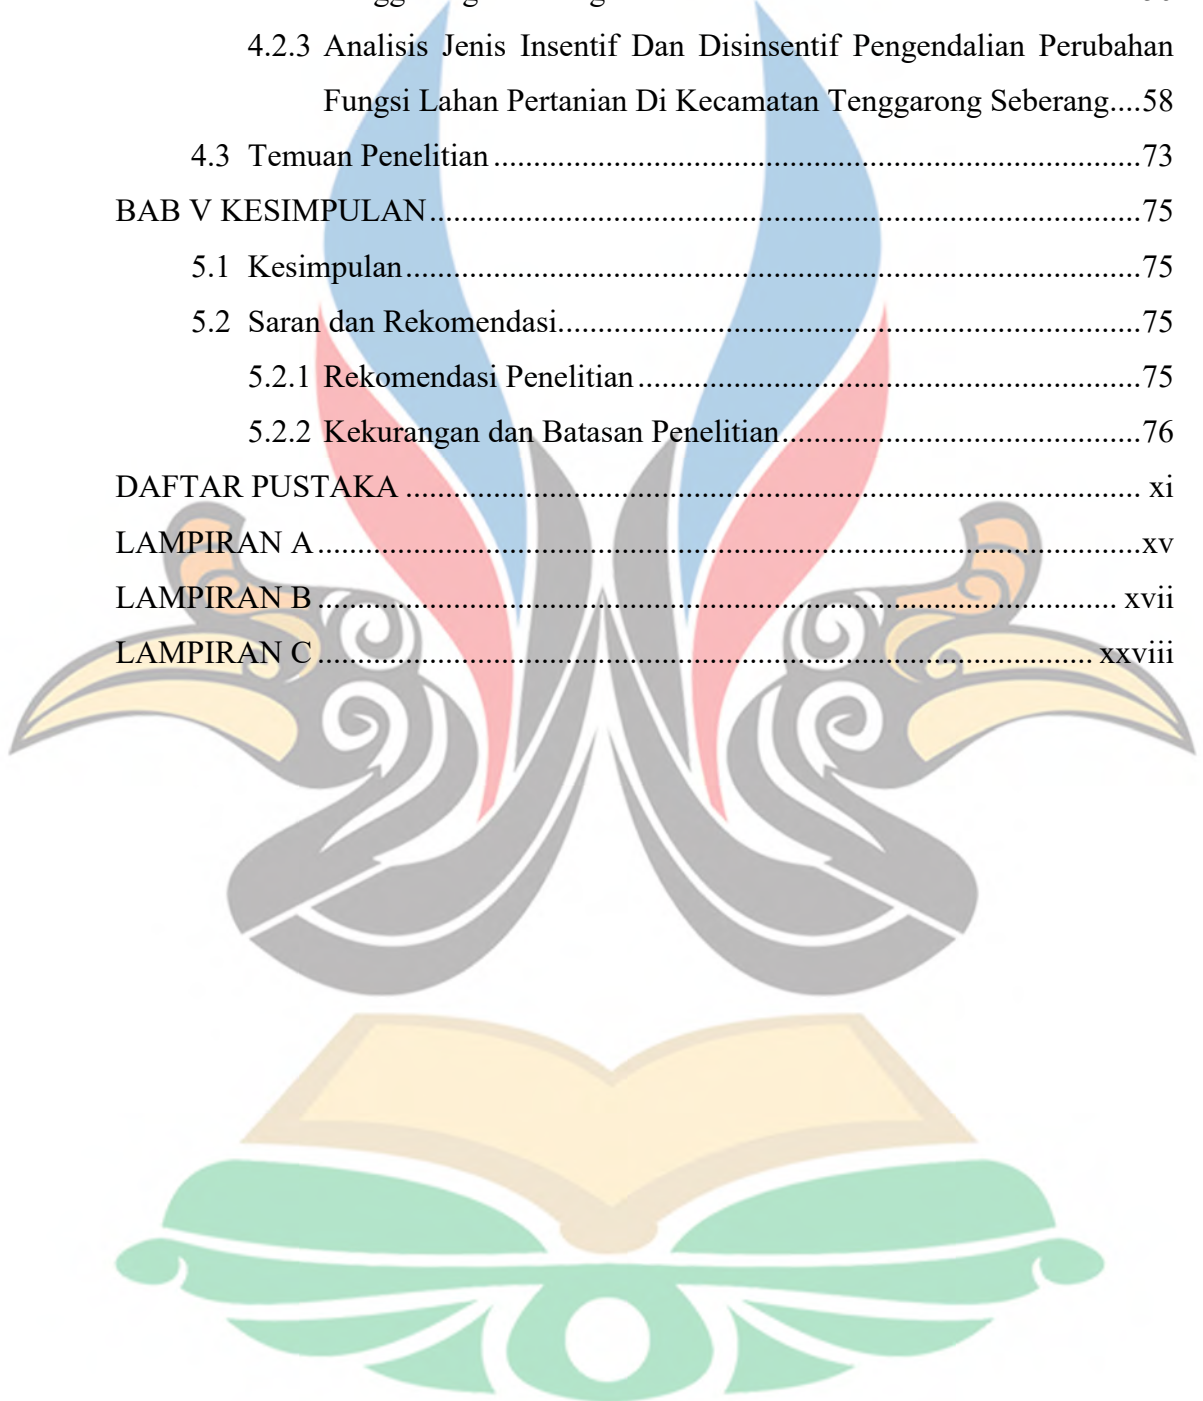 4.2.3 Analisis Jenis Insentif Dan Disinsentif Pengendalian Perubahan
Fungsi Lahan Pertanian Di Kecamatan Tenggarong Seberang....58
4.3 Temuan Penelitian.....73
BAB V KESIMPULAN.....75
5.1 Kesimpulan.....75
5.2 Saran dan Rekomendasi.....75
5.2.1 Rekomendasi Penelitian.....75
5.2.2 Kekurangan dan Batasan Penelitian.....76
DAFTAR PUSTAKA..... xi
LAMPIRAN A.....xv
LAMPIRAN B..... xvii
LAMPIRAN C..... xxviii